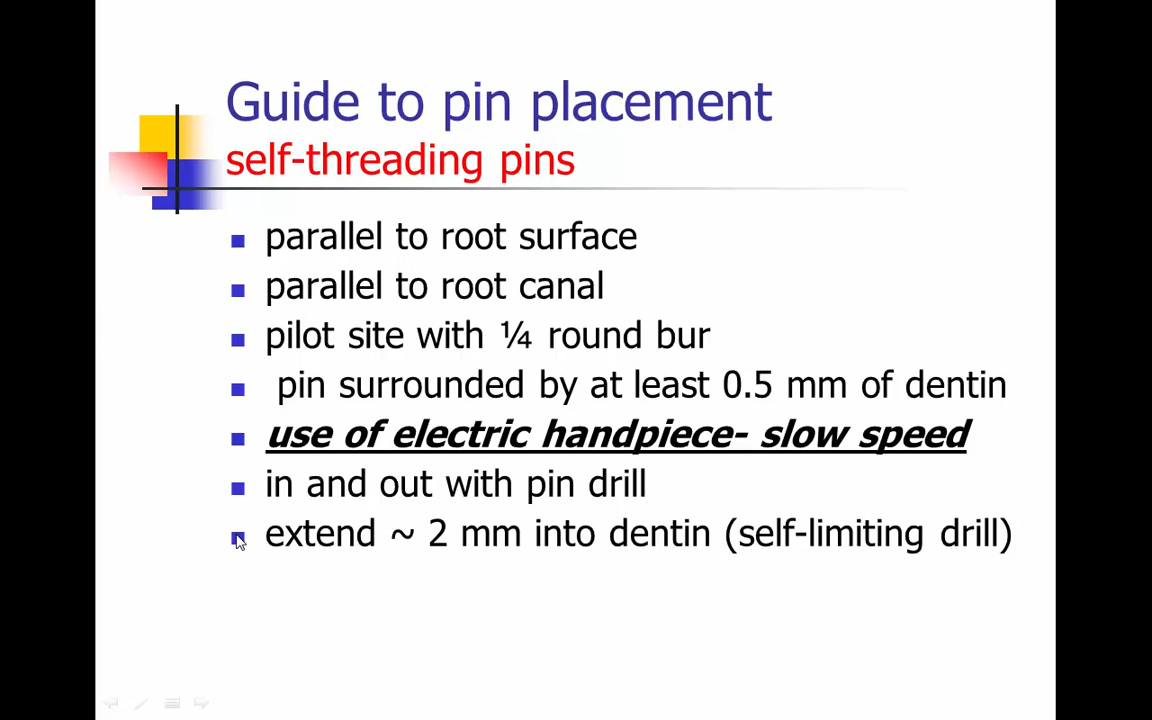 Guide to pin placement
self-threading pins
parallel to root surface
parallel to root canal
pilot site with ¼ round bur
pin surrounded by at least 0.5 mm of dentin
use of electric handpiece- slow speed
in and out with pin drill
extend ~ 2 mm into dentin (self-limiting drill)